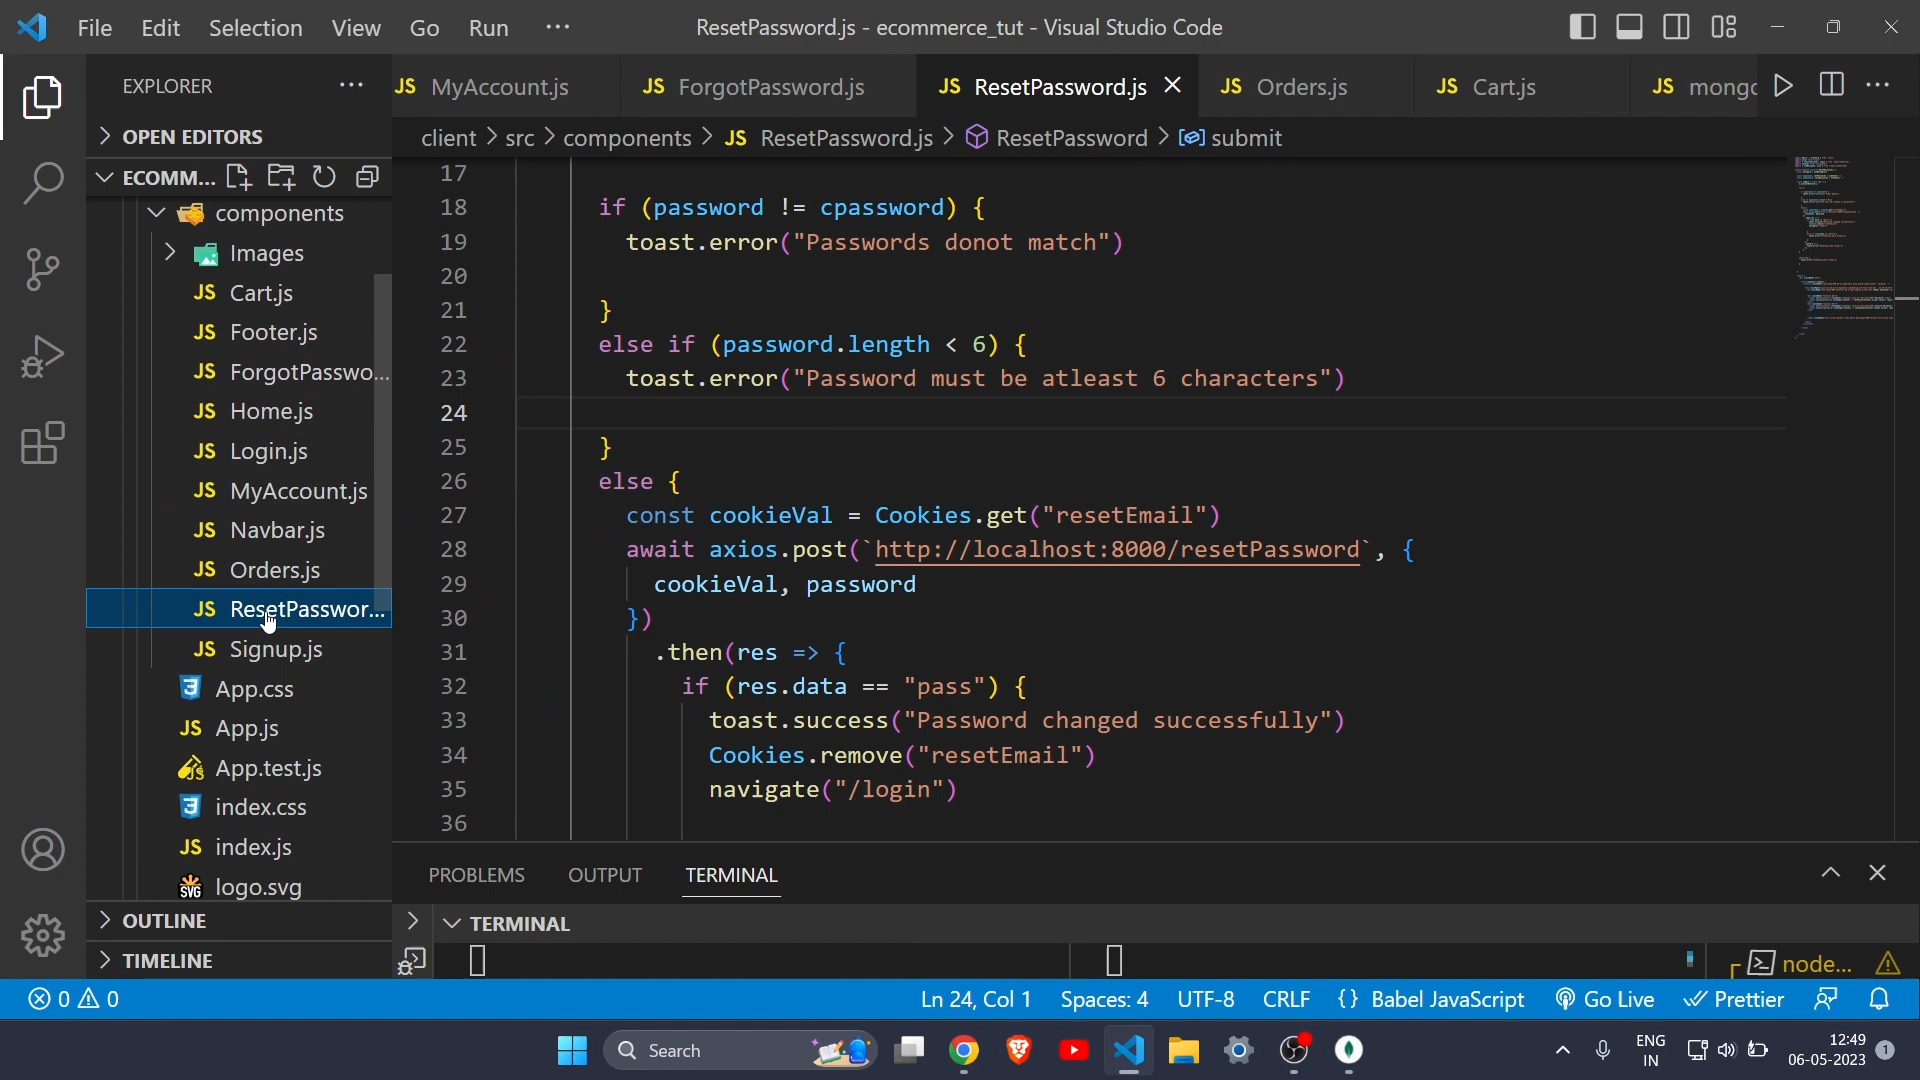 File Edit Selection View Go Run ··· ResetPassword.js - ecommerce_tut - Visual Studio Code
EXPLORER ···
JS MyAccount.js JS ForgotPassword.js JS ResetPassword.js JS Orders.js JS Cart.js JS mongo ···
OPEN EDITORS
client > src > components > JS ResetPassword.js > ResetPassword > submit
ECOMM...
components
Images
JS Cart.js
JS Footer.js
JS ForgotPasswo...
JS Home.js
JS Login.js
JS MyAccount.js
JS Navbar.js
JS Orders.js
JS ResetPasswor...
JS Signup.js
App.css
JS App.js
App.test.js
index.css
JS index.js
SVG logo.svg
OUTLINE
TIMELINE
17
18 if (password != cpassword) {
19 toast.error("Passwords donot match")
20
21 }
22 else if (password.length < 6) {
23 toast.error("Password must be atleast 6 characters")
24
25 }
26 else {
27 const cookieVal = Cookies.get("resetEmail")
28 await axios.post(`http://localhost:8000/resetPassword`, {
29 cookieVal, password
30 })
31 .then(res => {
32 if (res.data == "pass") {
33 toast.success("Password changed successfully")
34 Cookies.remove("resetEmail")
35 navigate("/login")
36
PROBLEMS OUTPUT TERMINAL
TERMINAL
node...
0 0 Ln 24, Col 1 Spaces: 4 UTF-8 CRLF {} Babel JavaScript Go Live Prettier
Search
ENG
IN
12:49
06-05-2023
1